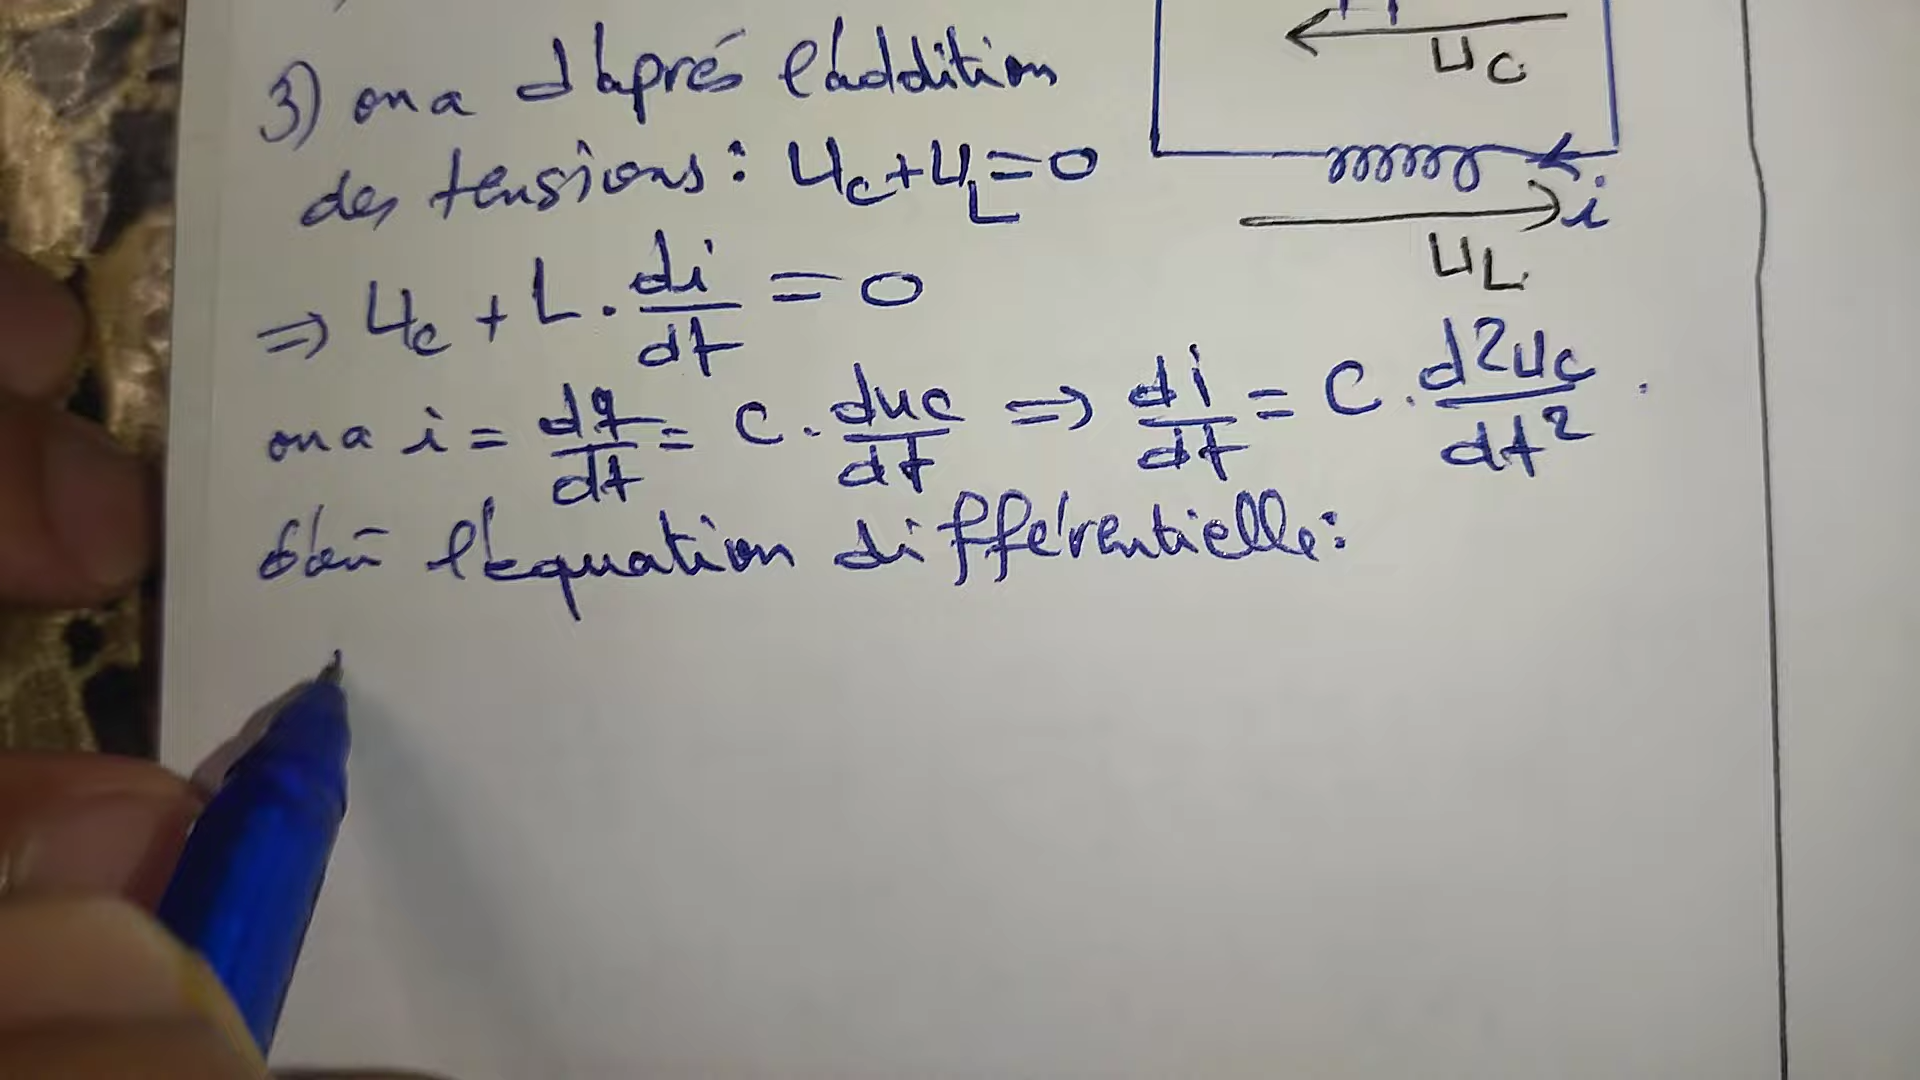 3) on a d'aprés l'addition
des tensions : Uc + UL = 0
⇒ Uc + L . di/dt = 0
on a i = dq/dt = C . duc/dt ⇒ di/dt = C . d²uc/dt² .
d'où l'équation différentielle :
Uc
i
UL